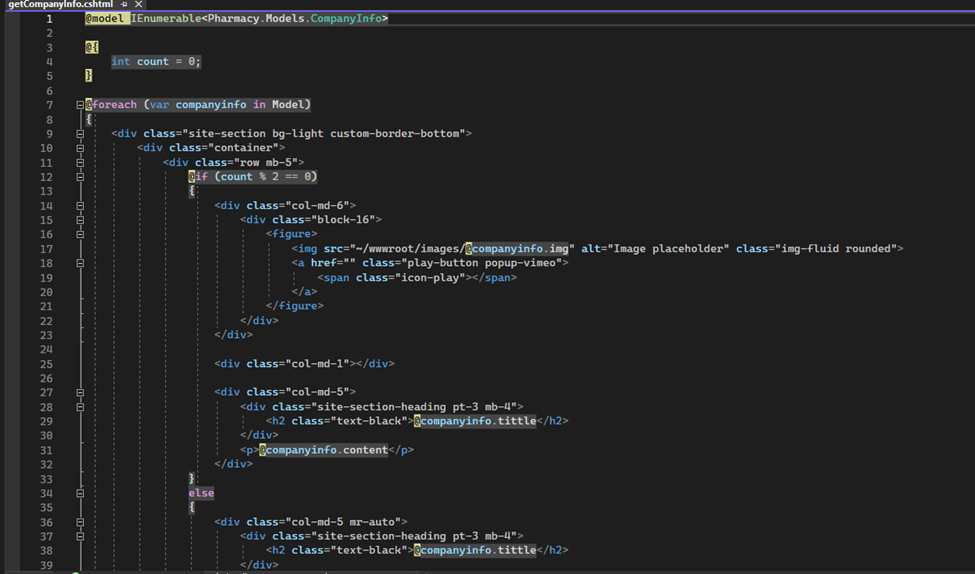 getCompanyInfo.cshtml
1 @model IEnumerable<Pharmacy.Models.CompanyInfo>
2
3 @{
4 int count = 0;
5 }
6
7 @foreach (var companyinfo in Model)
8 {
9 <div class="site-section bg-light custom-border-bottom">
10 <div class="container">
11 <div class="row mb-5">
12 @if (count % 2 == 0)
13 {
14 <div class="col-md-6">
15 <div class="block-16">
16 <figure>
17 <img src="~/wwwroot/images/@companyinfo.img" alt="Image placeholder" class="img-fluid rounded">
18 <a href="" class="play-button popup-vimeo">
19 <span class="icon-play"></span>
20 </a>
21 </figure>
22 </div>
23 </div>
24
25 <div class="col-md-1"></div>
26
27 <div class="col-md-5">
28 <div class="site-section-heading pt-3 mb-4">
29 <h2 class="text-black">@companyinfo.tittle</h2>
30 </div>
31 <p>@companyinfo.content</p>
32 </div>
33 }
34 else
35 {
36 <div class="col-md-5 mr-auto">
37 <div class="site-section-heading pt-3 mb-4">
38 <h2 class="text-black">@companyinfo.tittle</h2>
39 </div>